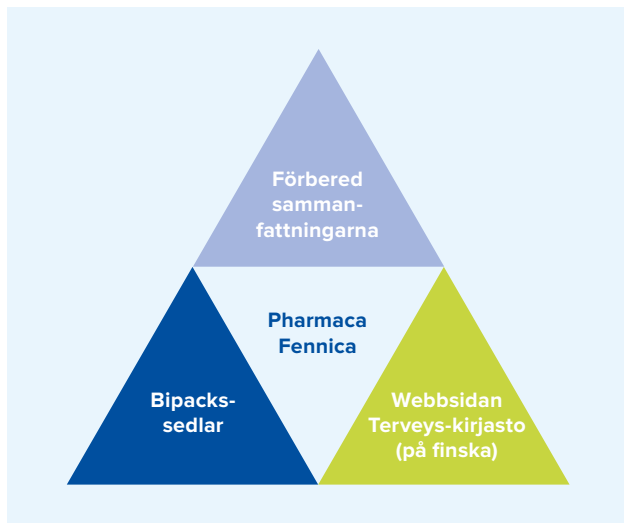 Förbered
samman-
fattningarna
Pharmaca
Fennica
Bipacks-
sedlar
Webbsidan
Terveys-kirjasto
(på finska)